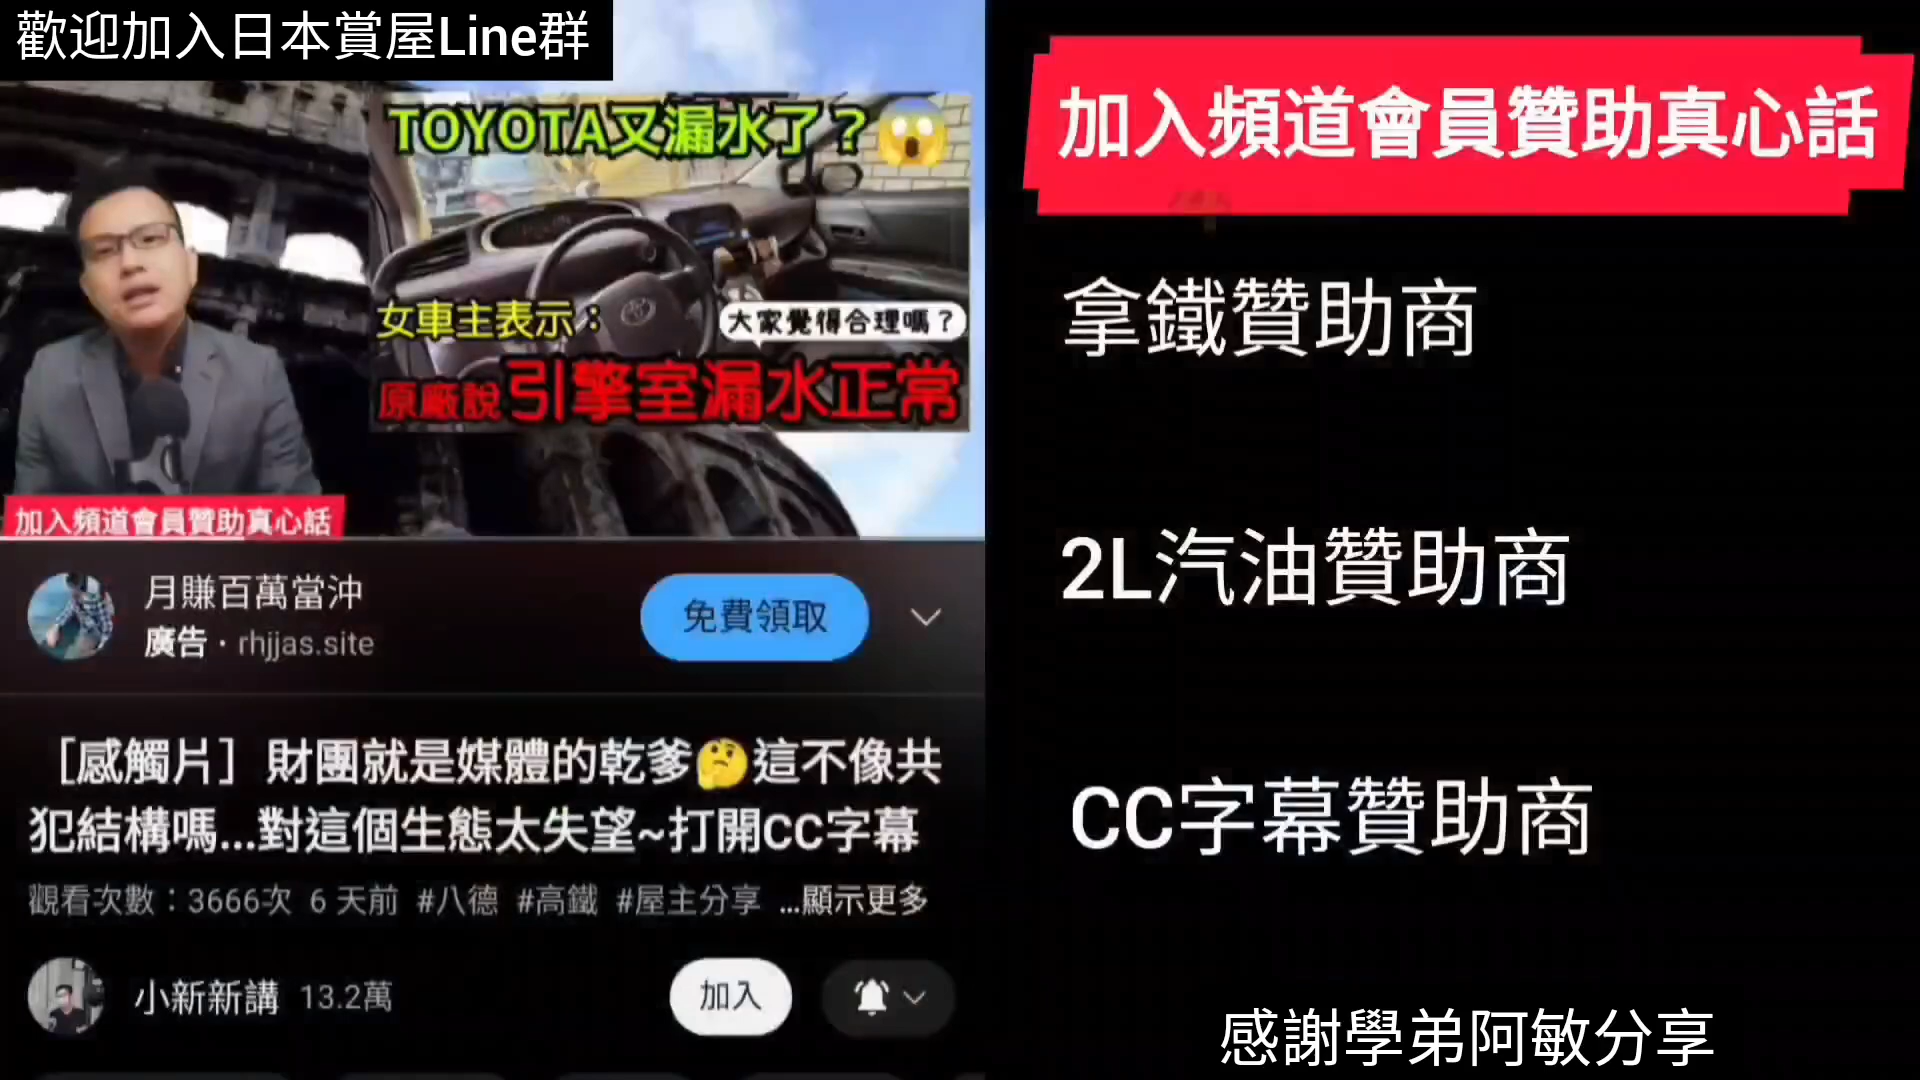 歡迎加入日本賞屋Line群
TOYOTA又漏水了？
女車主表示：
大家覺得合理嗎？
原廠說引擎室漏水正常
加入頻道會員贊助真心話
月賺百萬當沖
廣告・rhjjas.site
免費領取
［感觸片］財團就是媒體的乾爹🤔這不像共
犯結構嗎...對這個生態太失望~打開CC字幕
觀看次數：3666次 6 天前 #八德 #高鐵 #屋主分享 ...顯示更多
小新新講 13.2萬
加入
加入頻道會員贊助真心話
拿鐵贊助商
2L汽油贊助商
CC字幕贊助商
感謝學弟阿敏分享